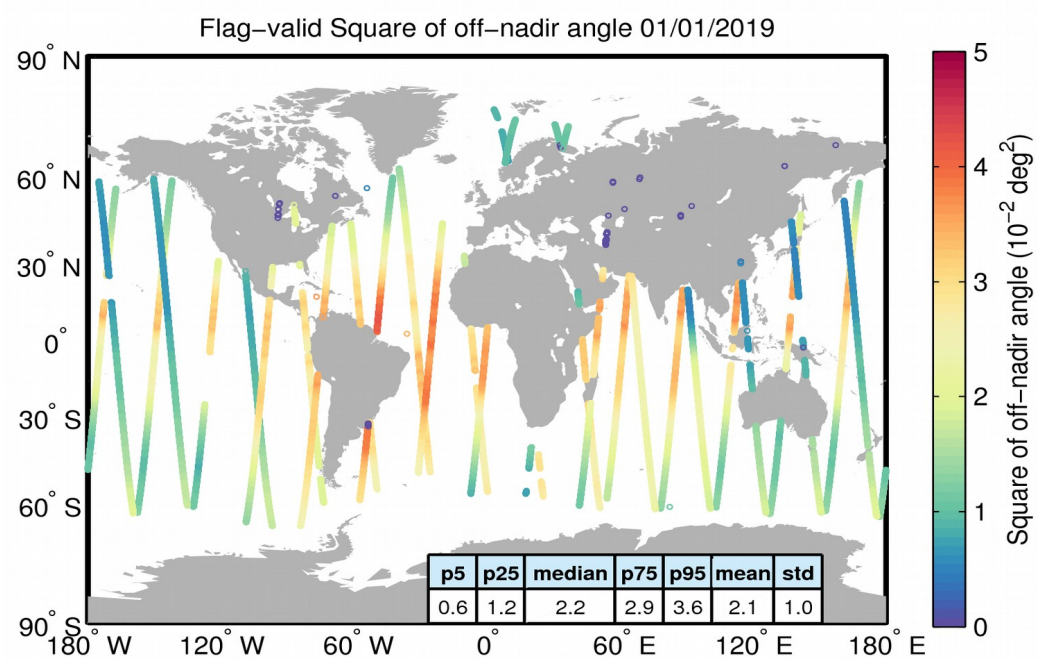 Flag−valid Square of off−nadir angle 01/01/2019
90° N
60° N
30° N
0°
30° S
60° S
90° S
180° W
120° W
60° W
0°
60° E
120° E
180° E
p5 p25 median p75 p95 mean std
0.6 1.2 2.2 2.9 3.6 2.1 1.0
5
4
3
2
1
0
Square of off−nadir angle (10⁻² deg²)